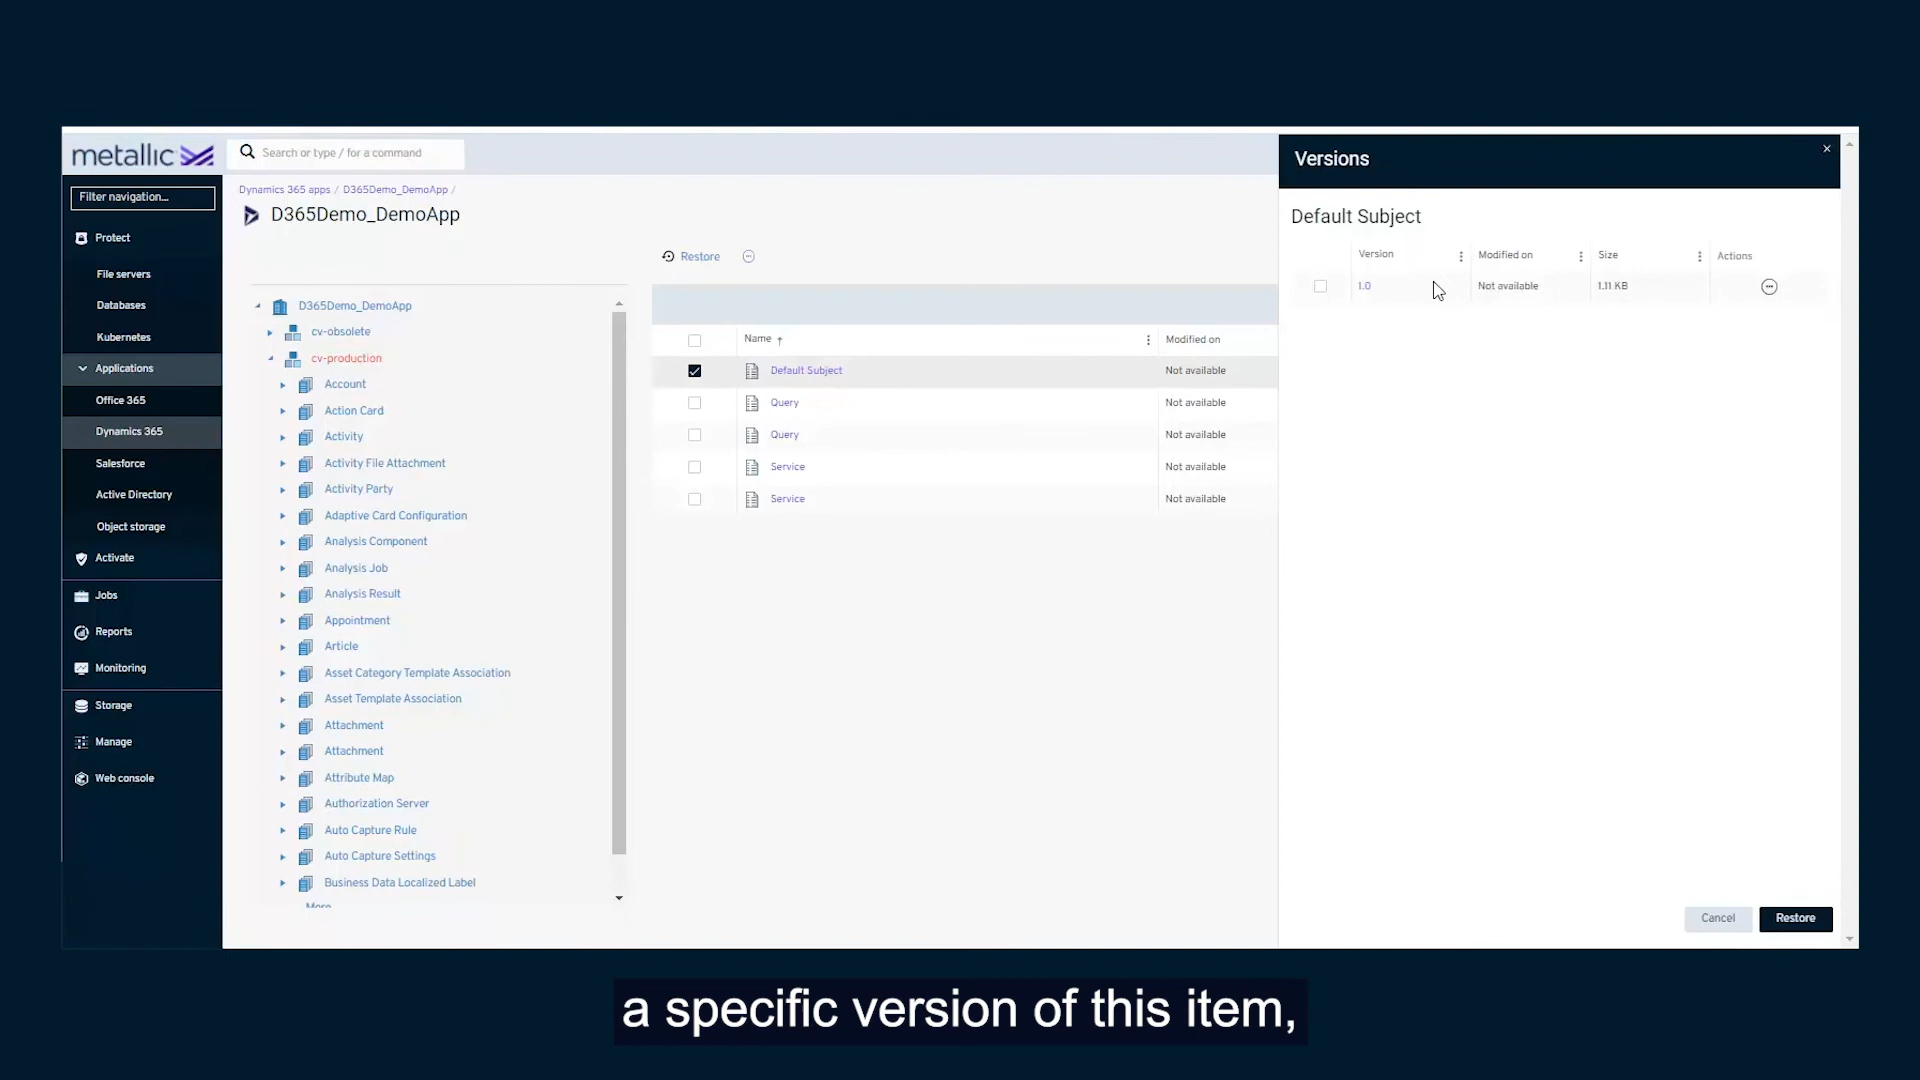 metallic
Search or type / for a command
Filter navigation...
Protect
File servers
Databases
Kubernetes
Applications
Office 365
Dynamics 365
Salesforce
Active Directory
Object storage
Activate
Jobs
Reports
Monitoring
Storage
Manage
Web console
Dynamics 365 apps / D365Demo_DemoApp /
D365Demo_DemoApp
Restore
D365Demo_DemoApp
cv-obsolete
cv-production
Account
Action Card
Activity
Activity File Attachment
Activity Party
Adaptive Card Configuration
Analysis Component
Analysis Job
Analysis Result
Appointment
Article
Asset Category Template Association
Asset Template Association
Attachment
Attachment
Attribute Map
Authorization Server
Auto Capture Rule
Auto Capture Settings
Business Data Localized Label
More
Name Modified on
Default Subject Not available
Query Not available
Query Not available
Service Not available
Service Not available
Versions
Default Subject
Version Modified on Size Actions
1.0 Not available 1.11 KB
Cancel Restore
a specific version of this item,